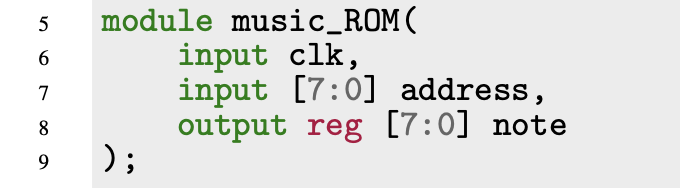 5 module music_ROM(
6     input clk,
7     input [7:0] address,
8     output reg [7:0] note
9 );